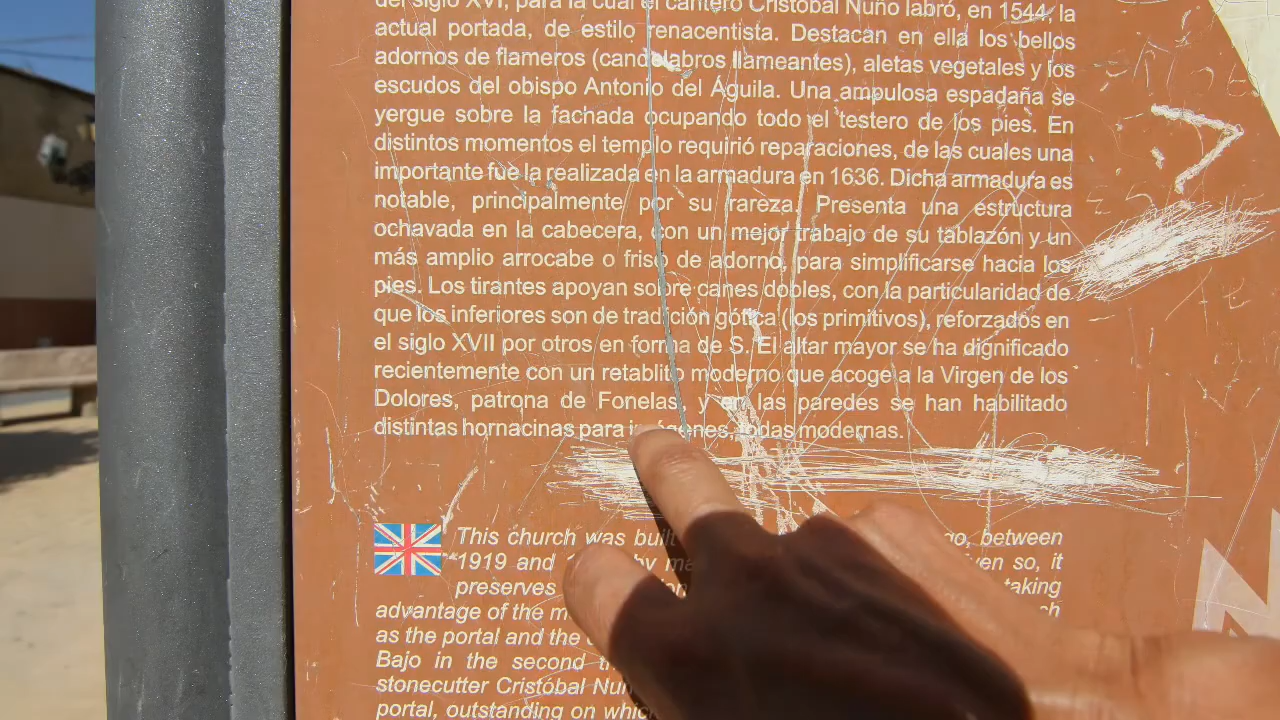 del siglo XVI, para la cual el cantero Cristóbal Nuño labró, en 1544, la
actual portada, de estilo renacentista. Destacan en ella los bellos
adornos de flameros (candelabros llameantes), aletas vegetales y los
escudos del obispo Antonio del Águila. Una ampulosa espadaña se
yergue sobre la fachada ocupando todo el testero de los pies. En
distintos momentos el templo requirió reparaciones, de las cuales una
importante fue la realizada en la armadura en 1636. Dicha armadura es
notable, principalmente por su rareza. Presenta una estructura
ochavada en la cabecera, con un mejor trabajo de su tablazón y un
más amplio arrocabe o friso de adorno, para simplificarse hacia los
pies. Los tirantes apoyan sobre canes dobles, con la particularidad de
que los inferiores son de tradición gótica (los primitivos), reforzados en
el siglo XVII por otros en forma de S. El altar mayor se ha dignificado
recientemente con un retablito moderno que acoge a la Virgen de los
Dolores, patrona de Fonelas, y en las paredes se han habilitado
distintas hornacinas para imágenes, todas modernas.
This church was built between
1919 and by so, it
preserves taking
advantage of the
as the portal and the
Bajo in the second
stonecutter Cristóbal
portal, outstanding on